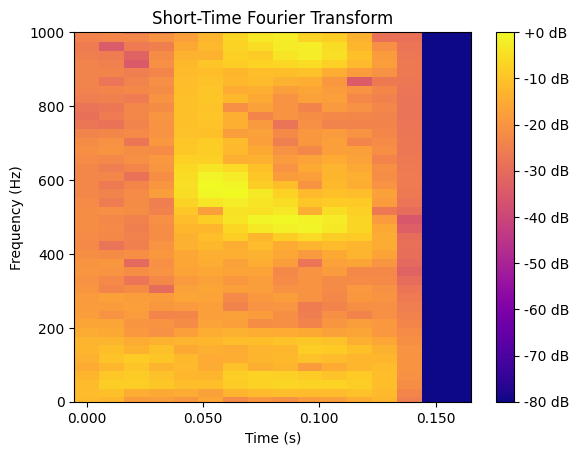 Short-Time Fourier Transform
1000
800
600
400
200
0
Frequency (Hz)
0.000
0.050
0.100
0.150
Time (s)
+0 dB
-10 dB
-20 dB
-30 dB
-40 dB
-50 dB
-60 dB
-70 dB
-80 dB